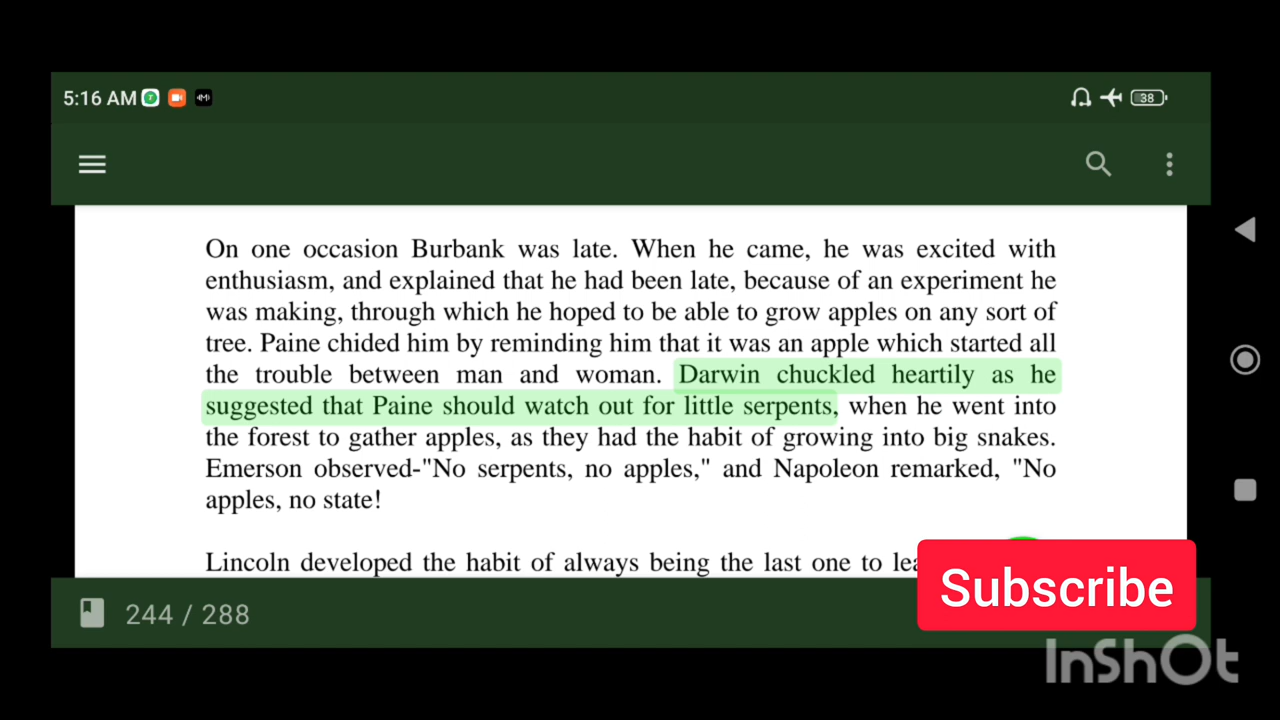 5:16 AM
38
On one occasion Burbank was late. When he came, he was excited with
enthusiasm, and explained that he had been late, because of an experiment he
was making, through which he hoped to be able to grow apples on any sort of
tree. Paine chided him by reminding him that it was an apple which started all
the trouble between man and woman. Darwin chuckled heartily as he
suggested that Paine should watch out for little serpents, when he went into
the forest to gather apples, as they had the habit of growing into big snakes.
Emerson observed-"No serpents, no apples," and Napoleon remarked, "No
apples, no state!
Lincoln developed the habit of always being the last one to
Subscribe
244 / 288
InShOt